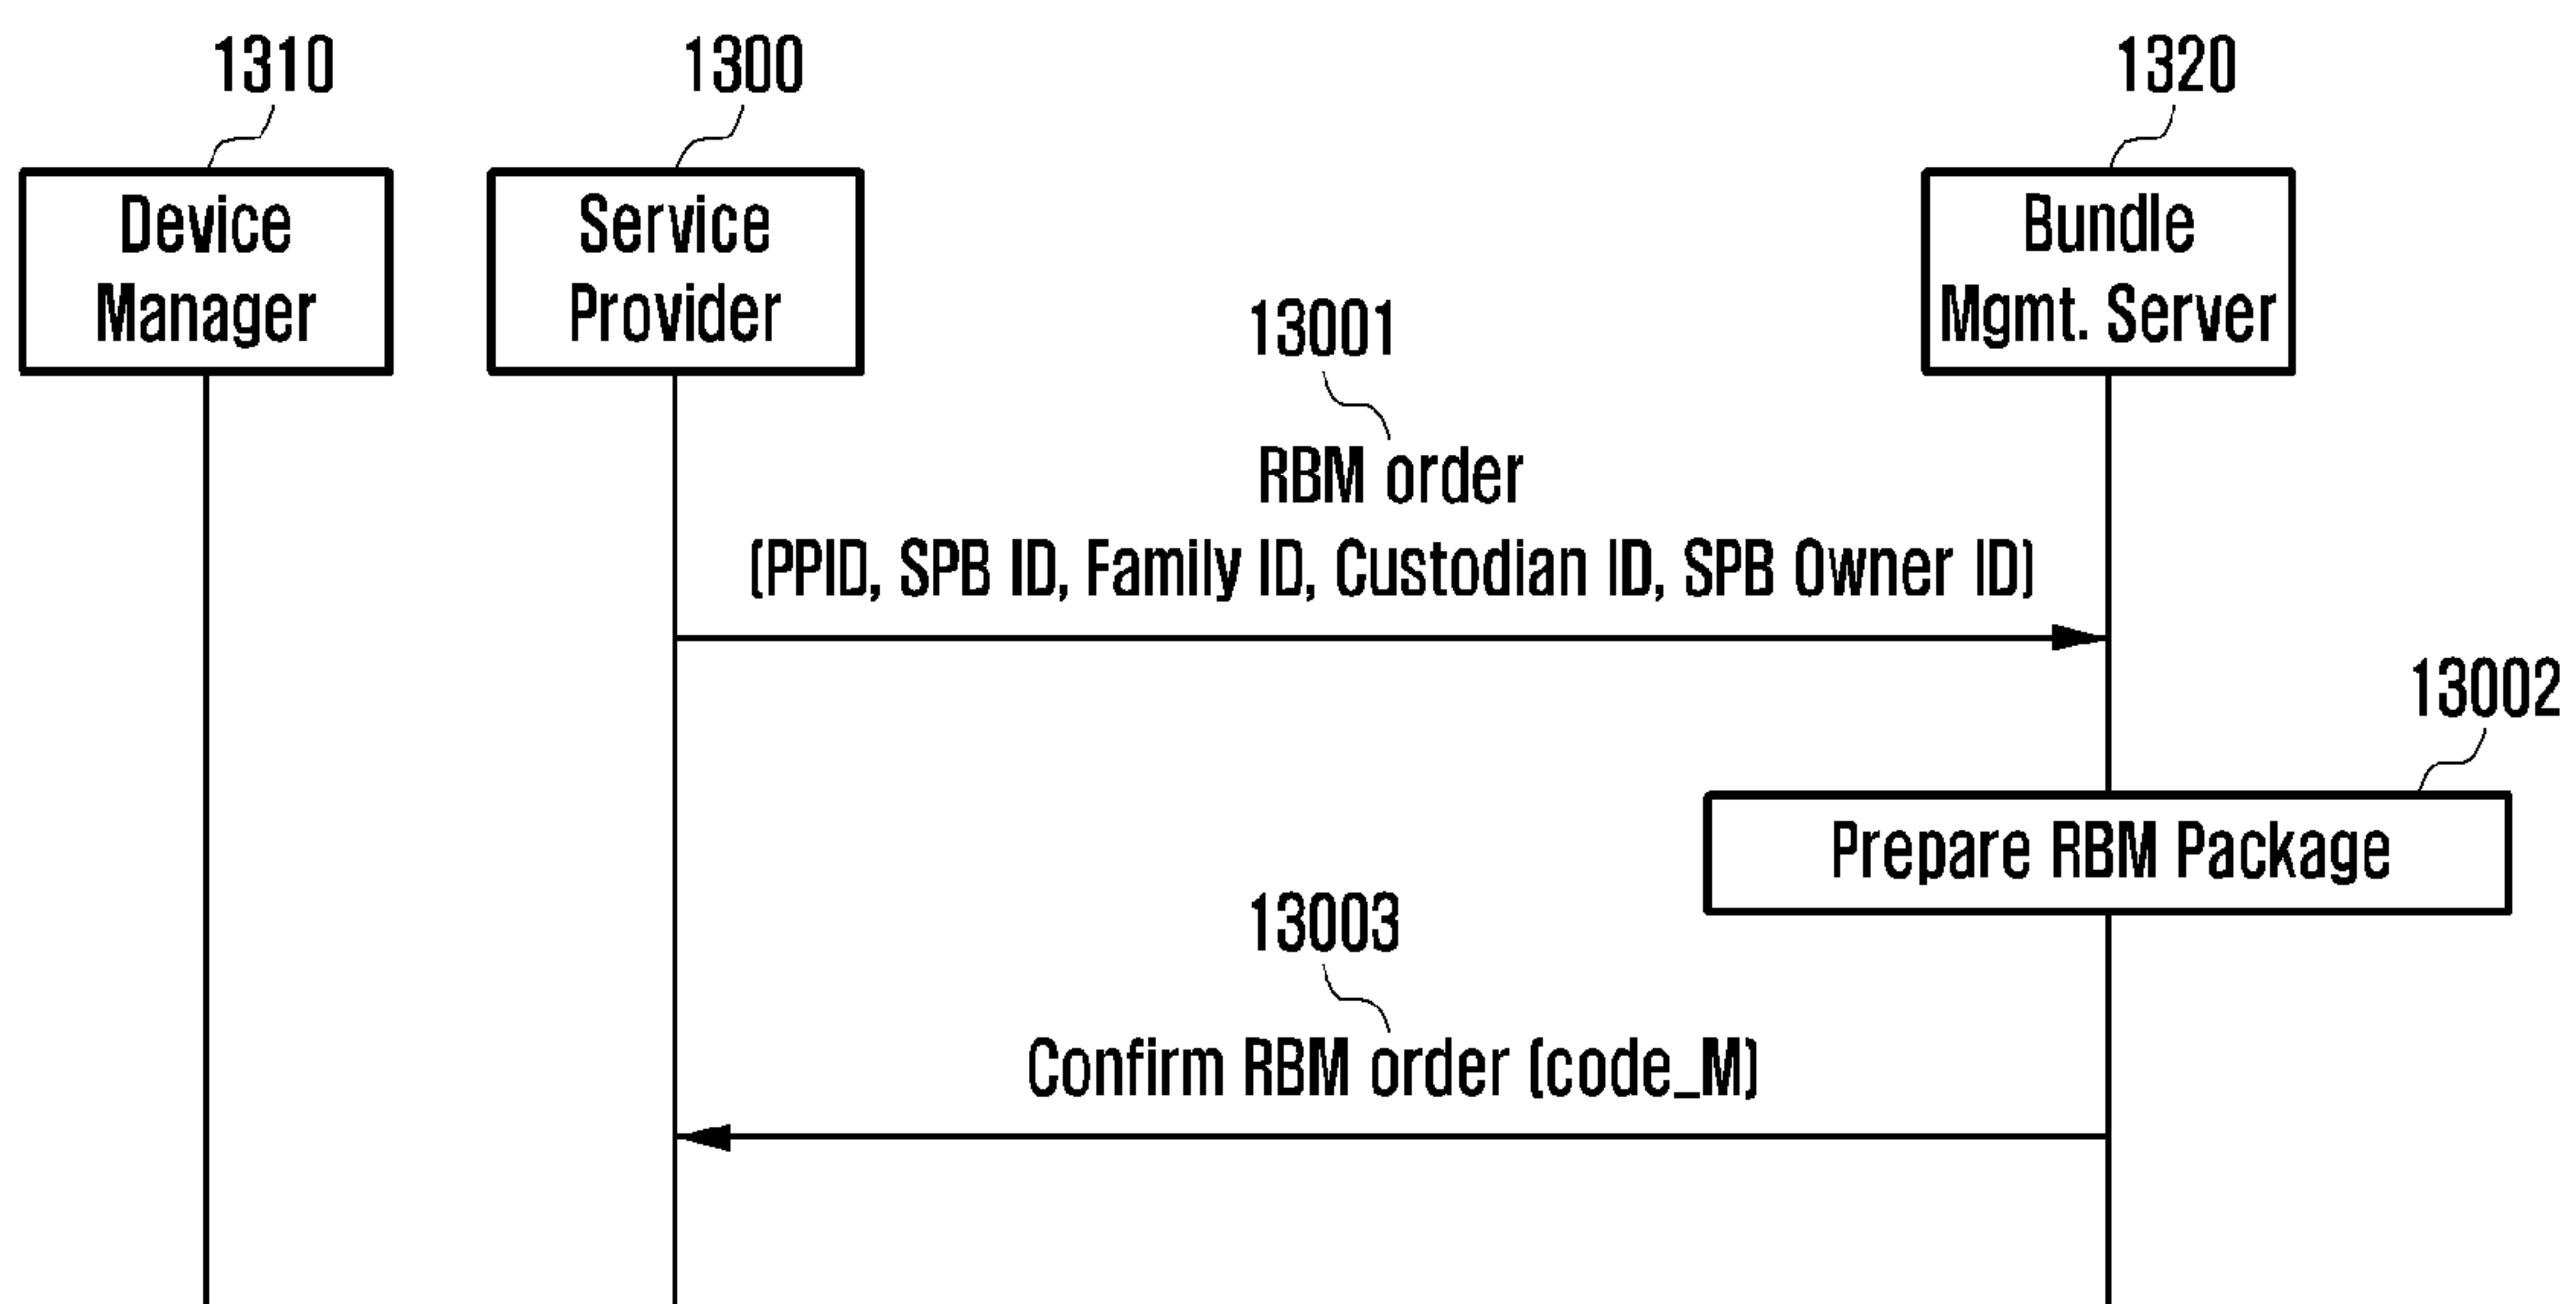 1310
1300
1320
Device
Manager
Service
Provider
Bundle
Mgmt. Server
13001
RBM order
(PPID, SPB ID, Family ID, Custodian ID, SPB Owner ID)
13002
Prepare RBM Package
13003
Confirm RBM order (code_M)